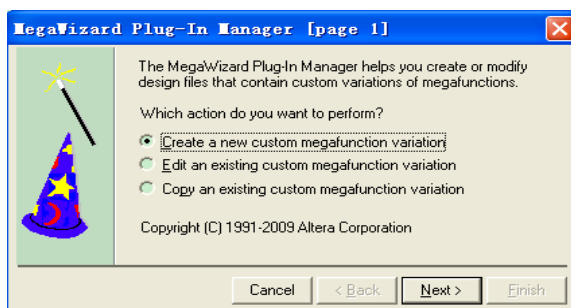 MegaWizard Plug-In Manager [page 1]
The MegaWizard Plug-In Manager helps you create or modify
design files that contain custom variations of megafunctions.
Which action do you want to perform?
Create a new custom megafunction variation
Edit an existing custom megafunction variation
Copy an existing custom megafunction variation
Copyright (C) 1991-2009 Altera Corporation
Cancel
< Back
Next >
Finish